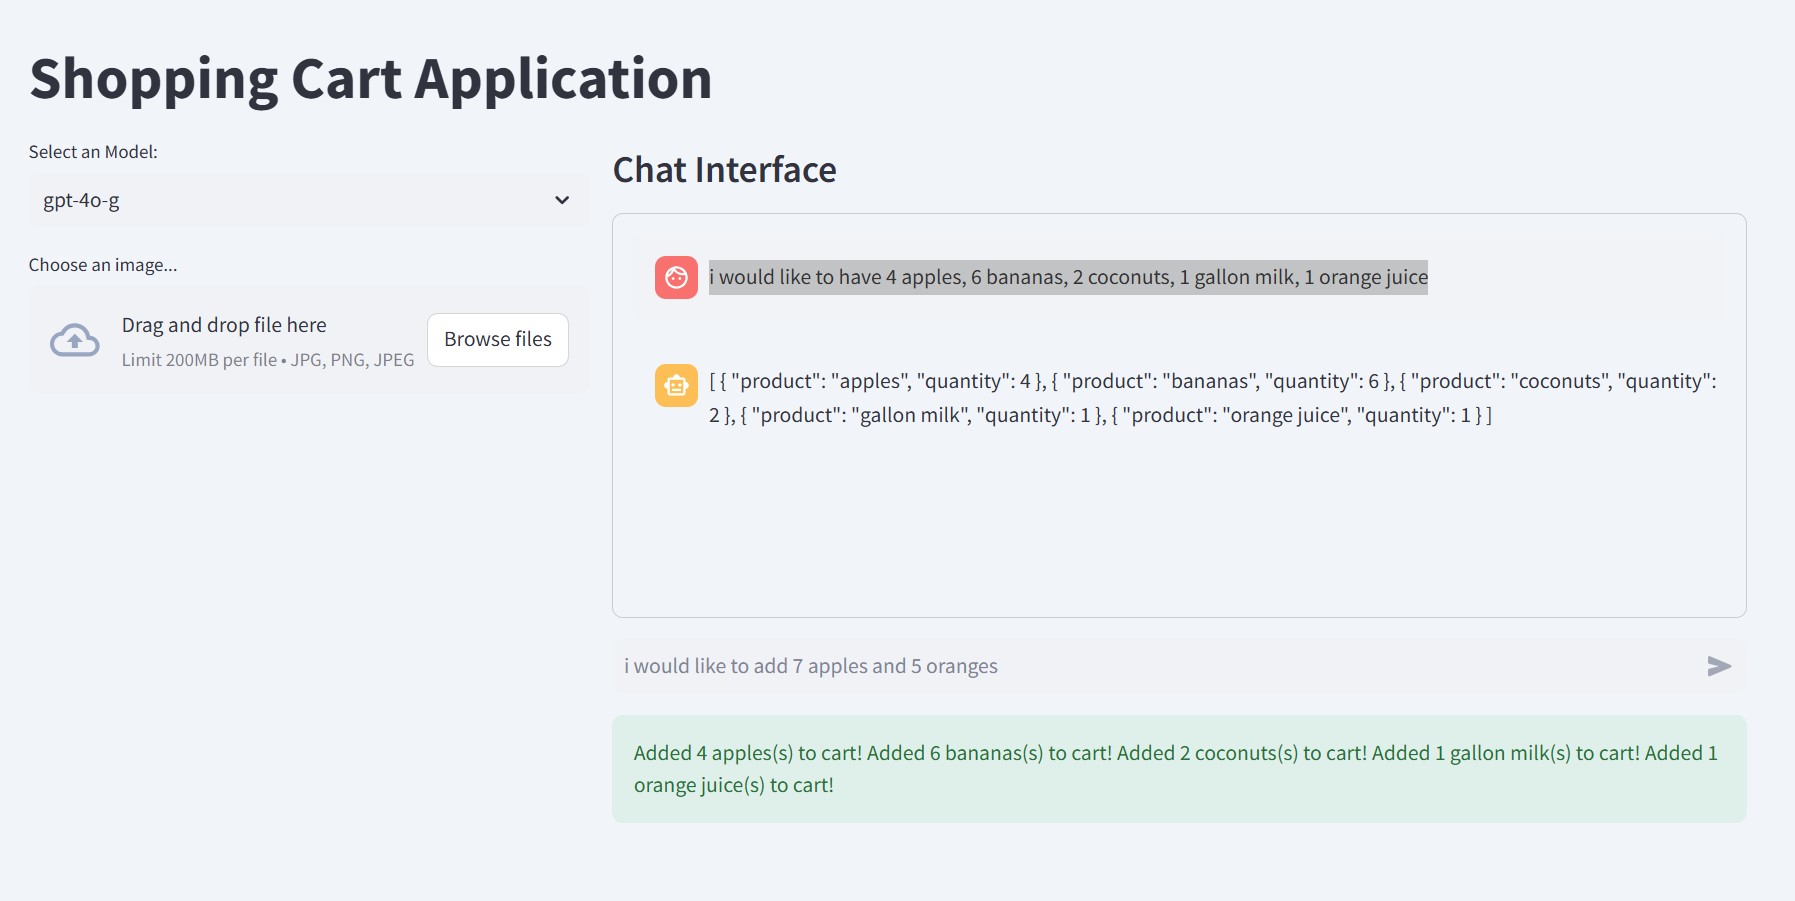 Shopping Cart Application
Select an Model:
gpt-4o-g
Choose an image...
Drag and drop file here
Limit 200MB per file • JPG, PNG, JPEG
Browse files
Chat Interface
i would like to have 4 apples, 6 bananas, 2 coconuts, 1 gallon milk, 1 orange juice
[ { "product": "apples", "quantity": 4 }, { "product": "bananas", "quantity": 6 }, { "product": "coconuts", "quantity":
2 }, { "product": "gallon milk", "quantity": 1 }, { "product": "orange juice", "quantity": 1 } ]
i would like to add 7 apples and 5 oranges
Added 4 apples(s) to cart! Added 6 bananas(s) to cart! Added 2 coconuts(s) to cart! Added 1 gallon milk(s) to cart! Added 1
orange juice(s) to cart!